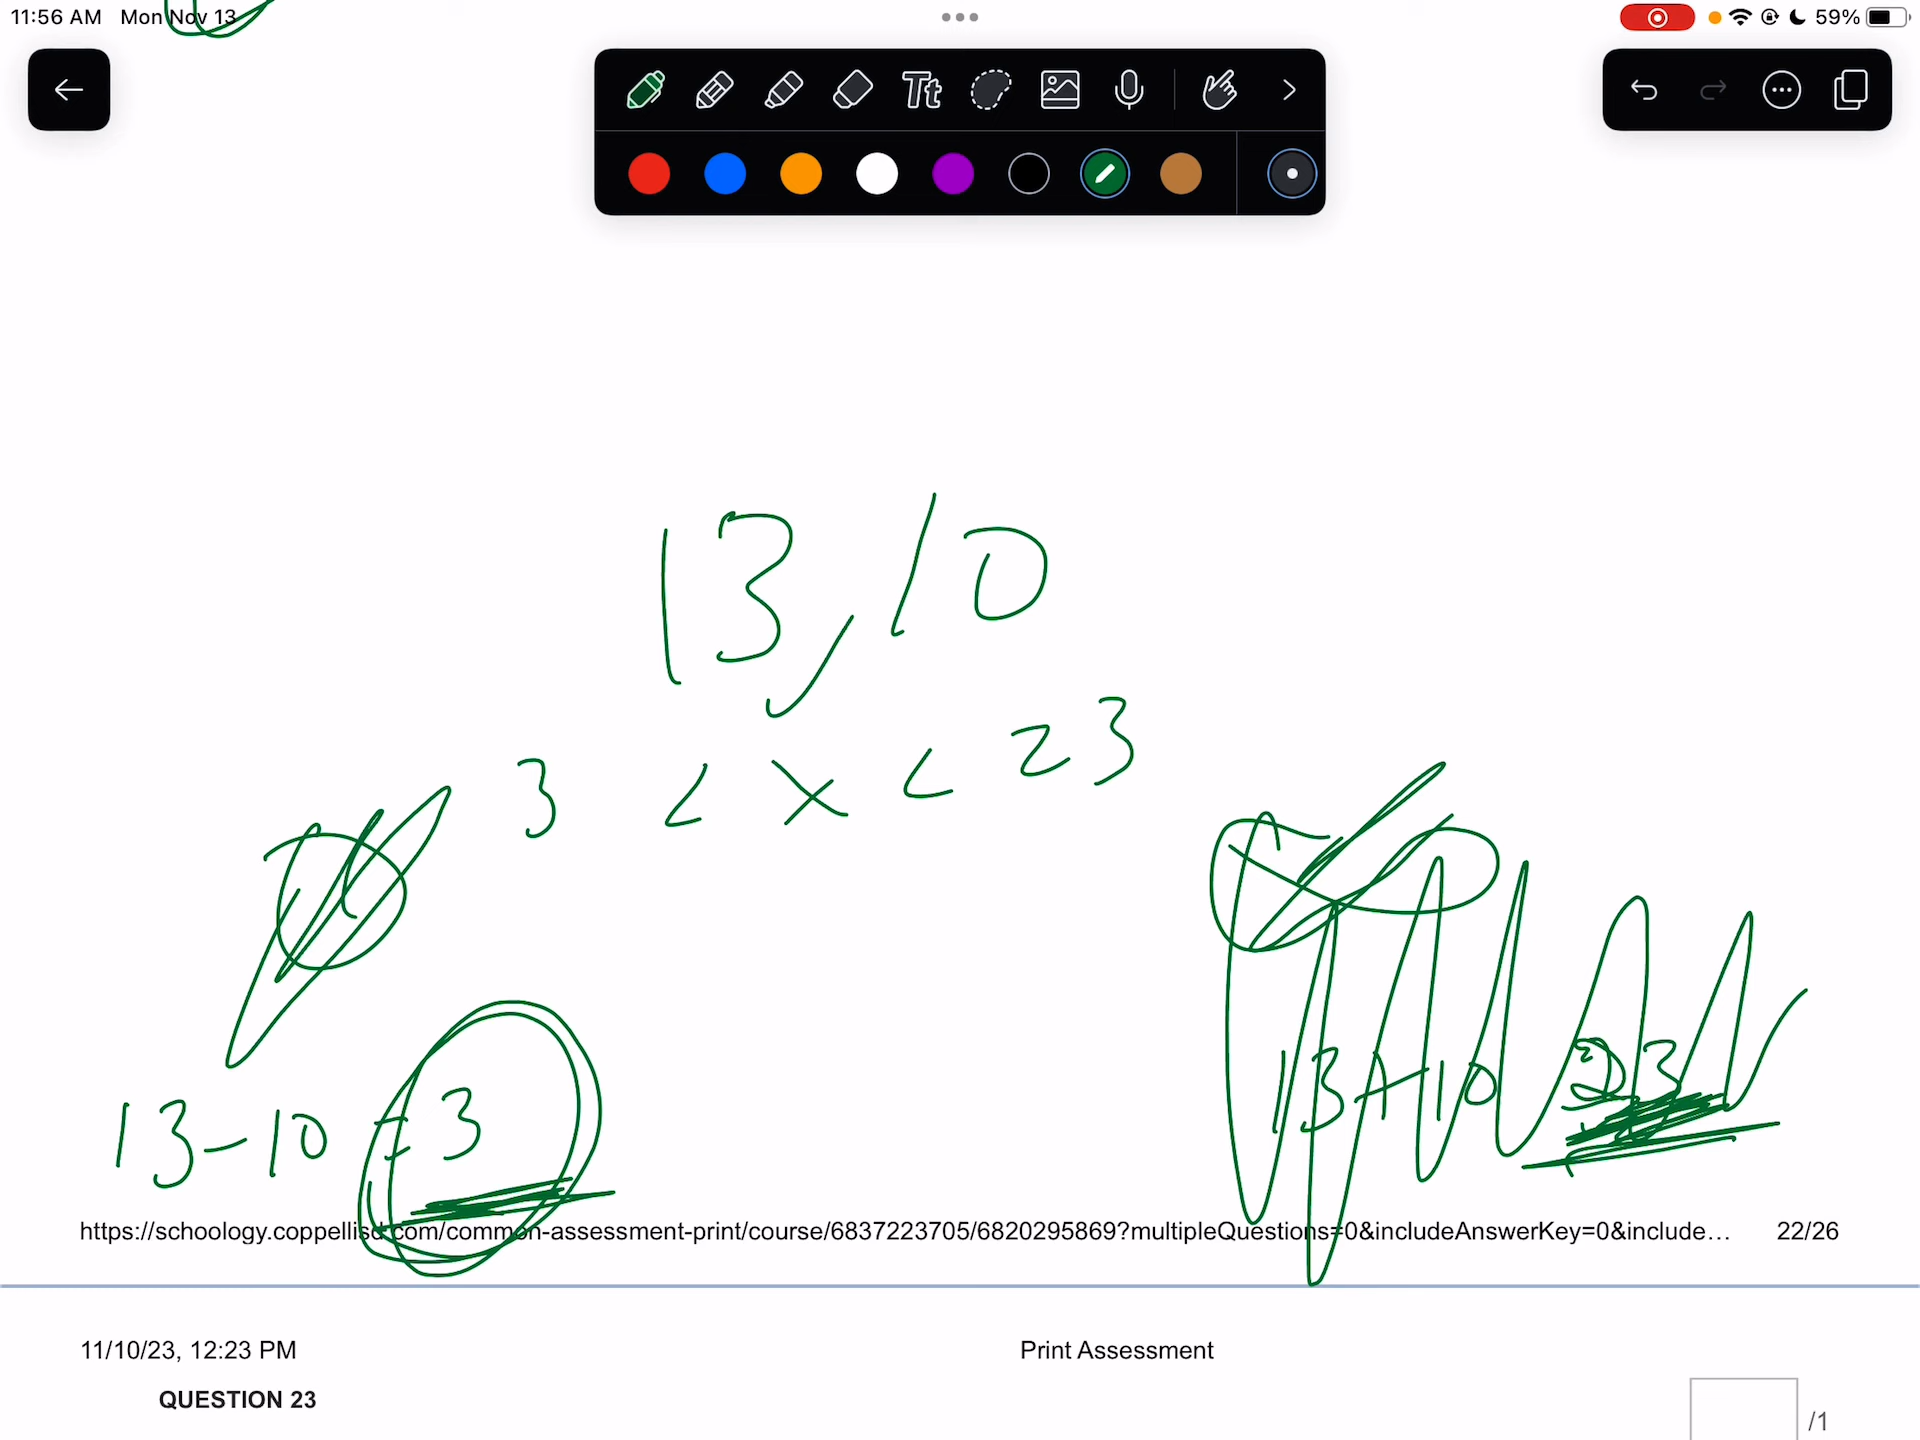 11:56 AM Mon Nov 13
59%
Tt
13, 10
3 < x < 23
13 - 10 = 3
13 + 10 23
https://schoology.coppellisd.com/common-assessment-print/course/6837223705/6820295869?multipleQuestions=0&includeAnswerKey=0&include… 22/26
11/10/23, 12:23 PM Print Assessment
QUESTION 23
/1